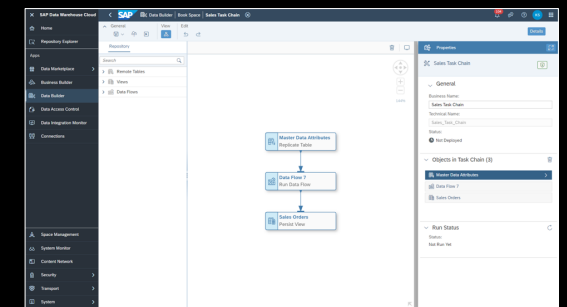 SAP Data Warehouse Cloud
SAP Data Builder Book Space Sales Task Chain
Home
Repository Explorer
Apps
Data Marketplace
Business Builder
Data Builder
Data Access Control
Data Integration Monitor
Connections
Space Management
System Monitor
Content Network
Security
Transport
System
General View Edit
Details
Repository
Search
Remote Tables
Views
Data Flows
Master Data Attributes
Replicate Table
Data Flow 7
Run Data Flow
Sales Orders
Persist View
Properties
Sales Task Chain
General
Business Name:
Sales Task Chain
Technical Name:
Sales_Task_Chain
Status:
Not Deployed
Objects in Task Chain (3)
Master Data Attributes
Data Flow 7
Sales Orders
Run Status
Status:
Not Run Yet